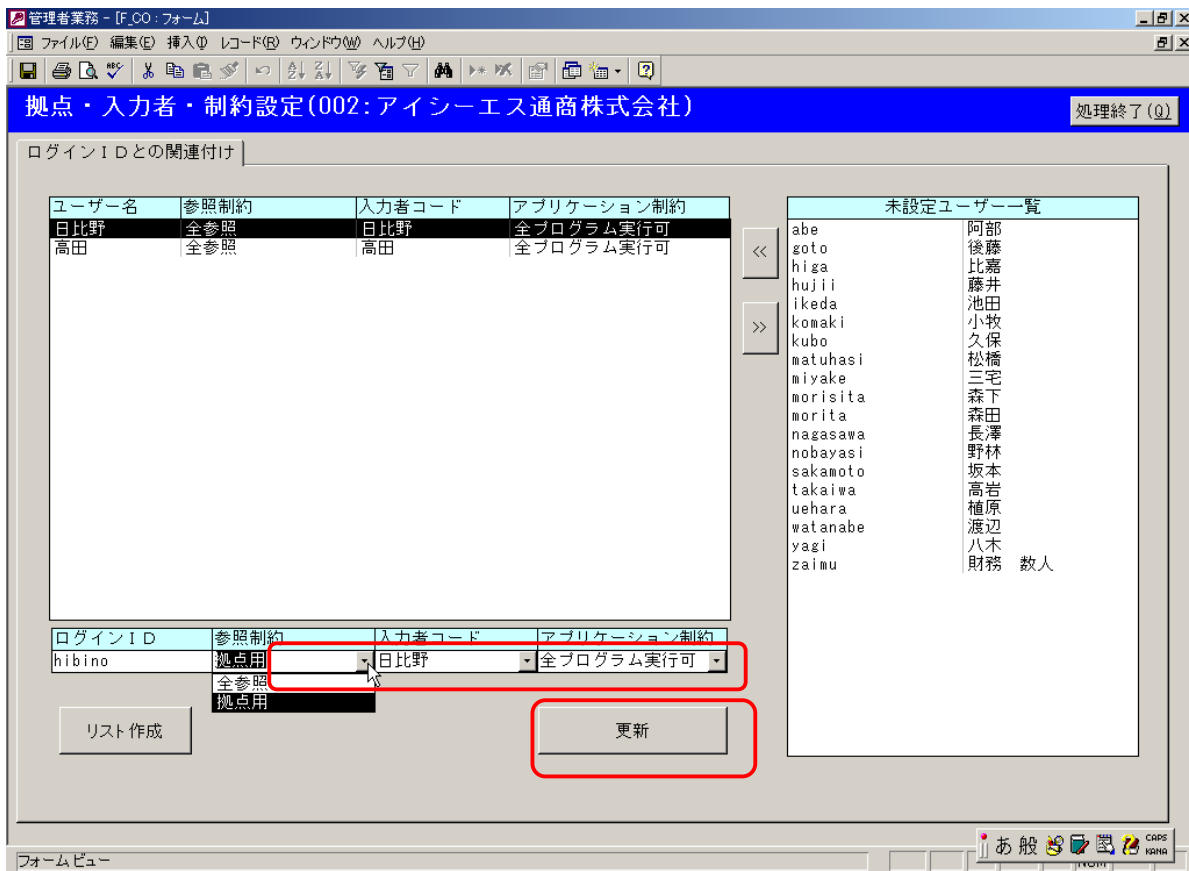 管理者業務 - [F_CO : フォーム]
ファイル(F) 編集(E) 挿入(I) レコード(R) ウィンドウ(W) ヘルプ(H)
拠点・入力者・制約設定(002:アイシーエス通商株式会社)
処理終了(Q)
ログインIDとの関連付け
ユーザー名 参照制約 入力者コード アプリケーション制約
日比野 全参照 日比野 全プログラム実行可
高田 全参照 高田 全プログラム実行可
<<
>>
未設定ユーザー一覧
abe 阿部
goto 後藤
higa 比嘉
hujii 藤井
ikeda 池田
komaki 小牧
kubo 久保
matuhasi 松橋
miyake 三宅
morisita 森下
morita 森田
nagasawa 長澤
nobayasi 野林
sakamoto 坂本
takaiwa 高岩
uehara 植原
watanabe 渡辺
yagi 八木
zaimu 財務 数人
ログインID 参照制約 入力者コード アプリケーション制約
hibino 拠点用 日比野 全プログラム実行可
全参照
拠点用
リスト作成
更新
あ 般 CAPS KANA
フォーム ビュー NUM